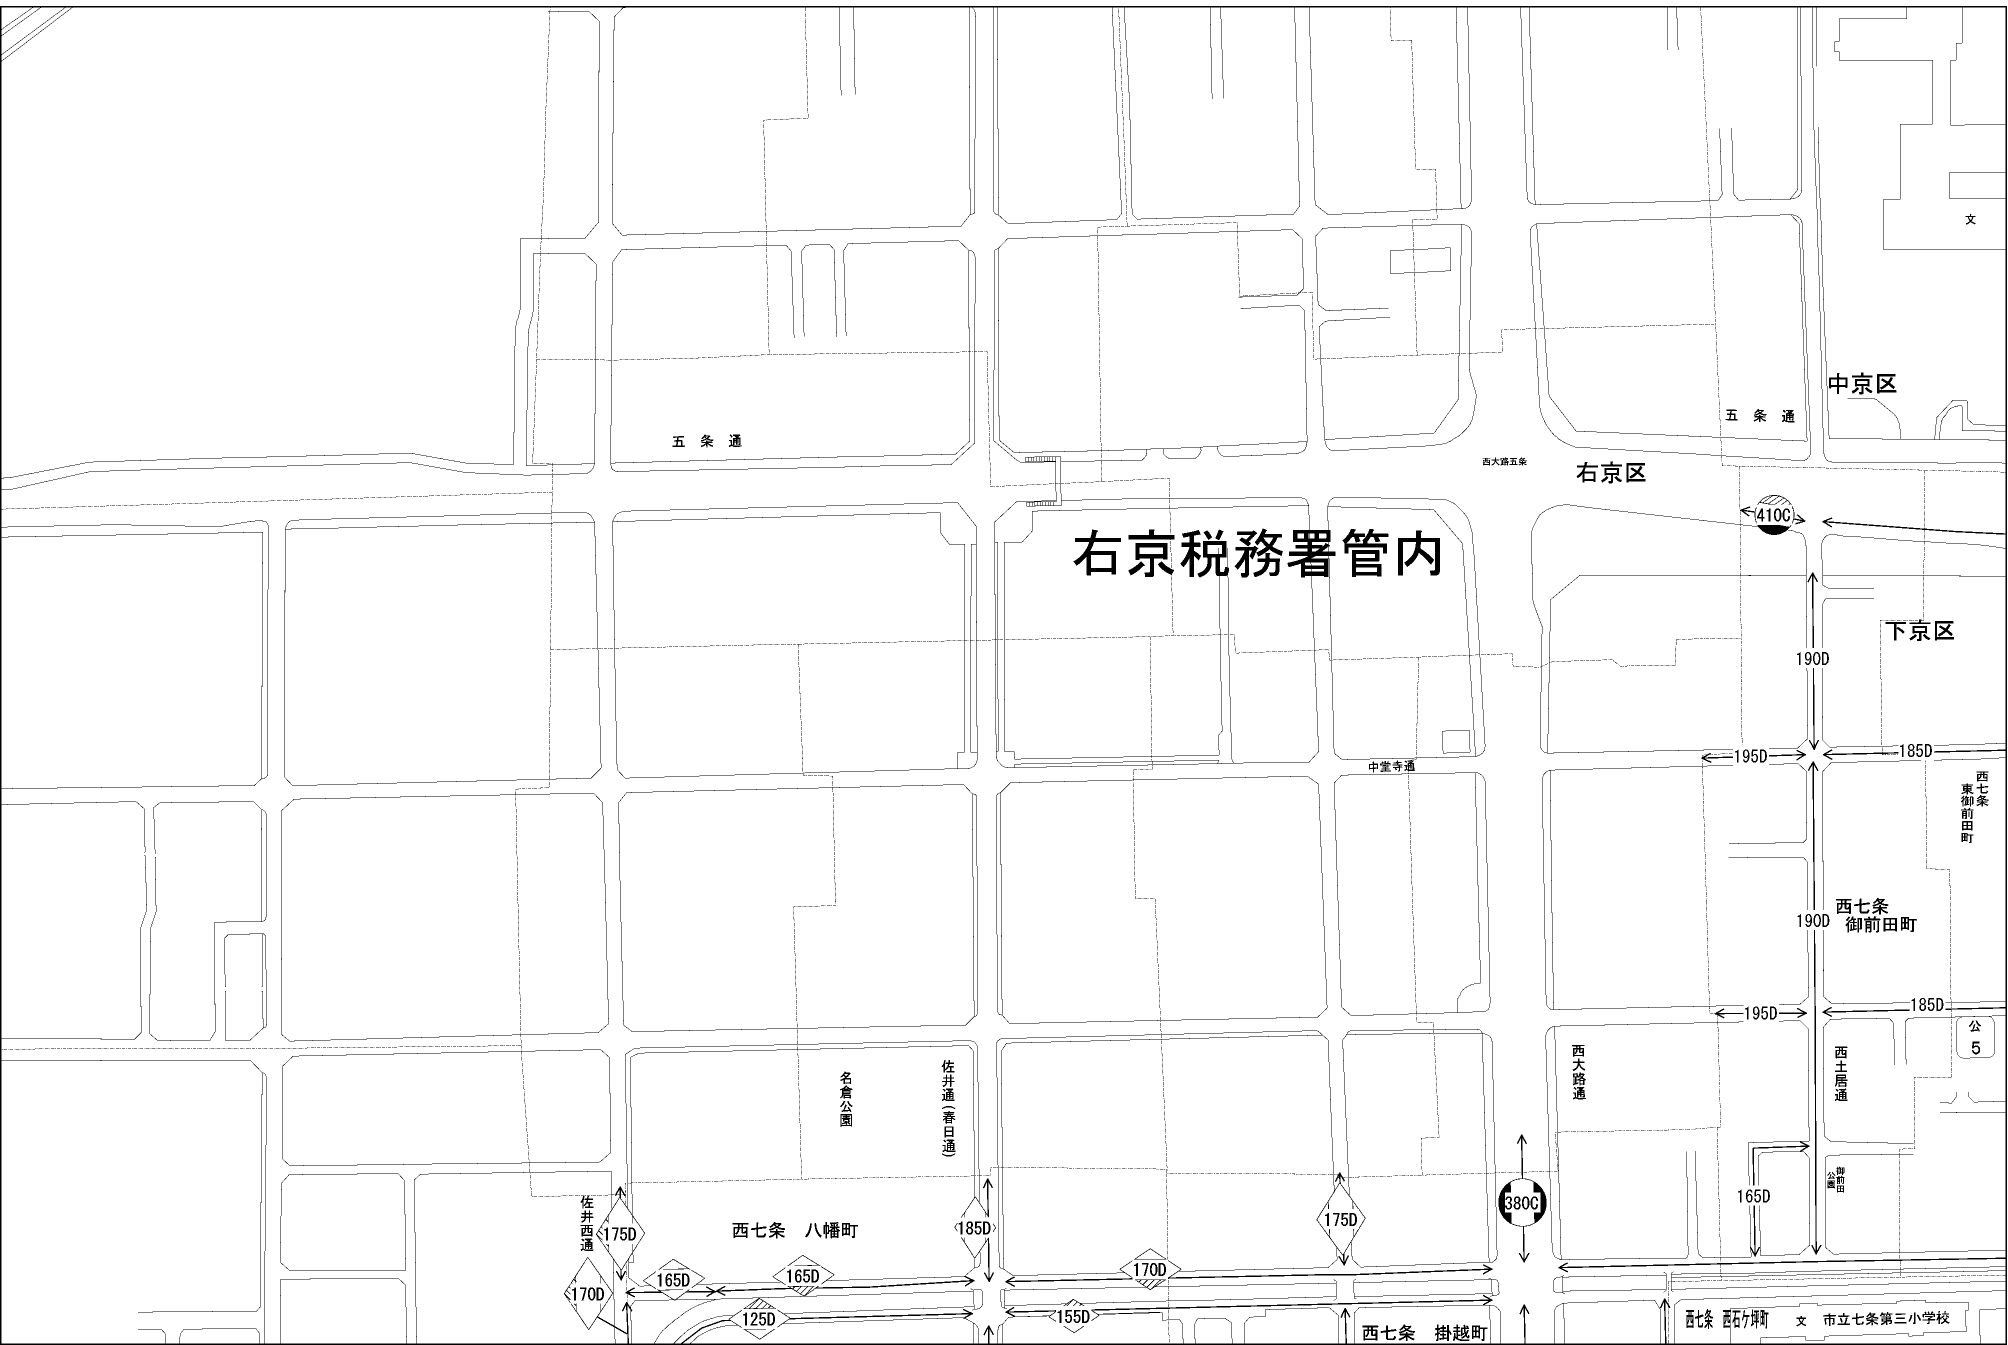 文
中京区
五 条 通
五 条 通
西大路五条
右京区
410C
右京税務署管内
下京区
190D
195D
185D
中堂寺通
西七条
東御前田町
190D
西七条
御前田町
195D
185D
公
5
西大路通
西土居通
佐井通(春日通)
名倉公園
御前田
公園
165D
380C
175D
佐井西通
175D
西七条 八幡町
185D
170D
165D
165D
170D
125D
155D
西七条 掛越町
西七条 西石ケ坪町
文
市立七条第三小学校